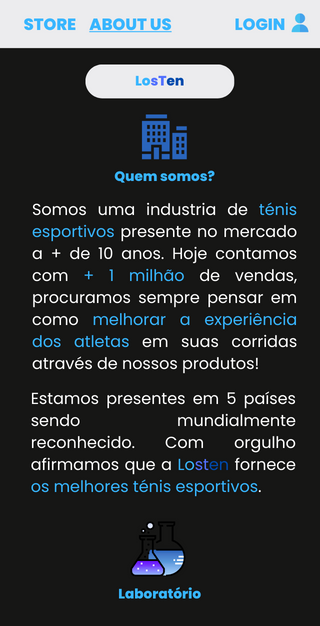 STORE ABOUT US LOGIN
LosTen
Quem somos?
Somos uma industria de ténis
esportivos presente no mercado
a + de 10 anos. Hoje contamos
com + 1 milhão de vendas,
procuramos sempre pensar em
como melhorar a experiência
dos atletas em suas corridas
através de nossos produtos!
Estamos presentes em 5 países
sendo mundialmente
reconhecido. Com orgulho
afirmamos que a Losten fornece
os melhores ténis esportivos.
Laboratório